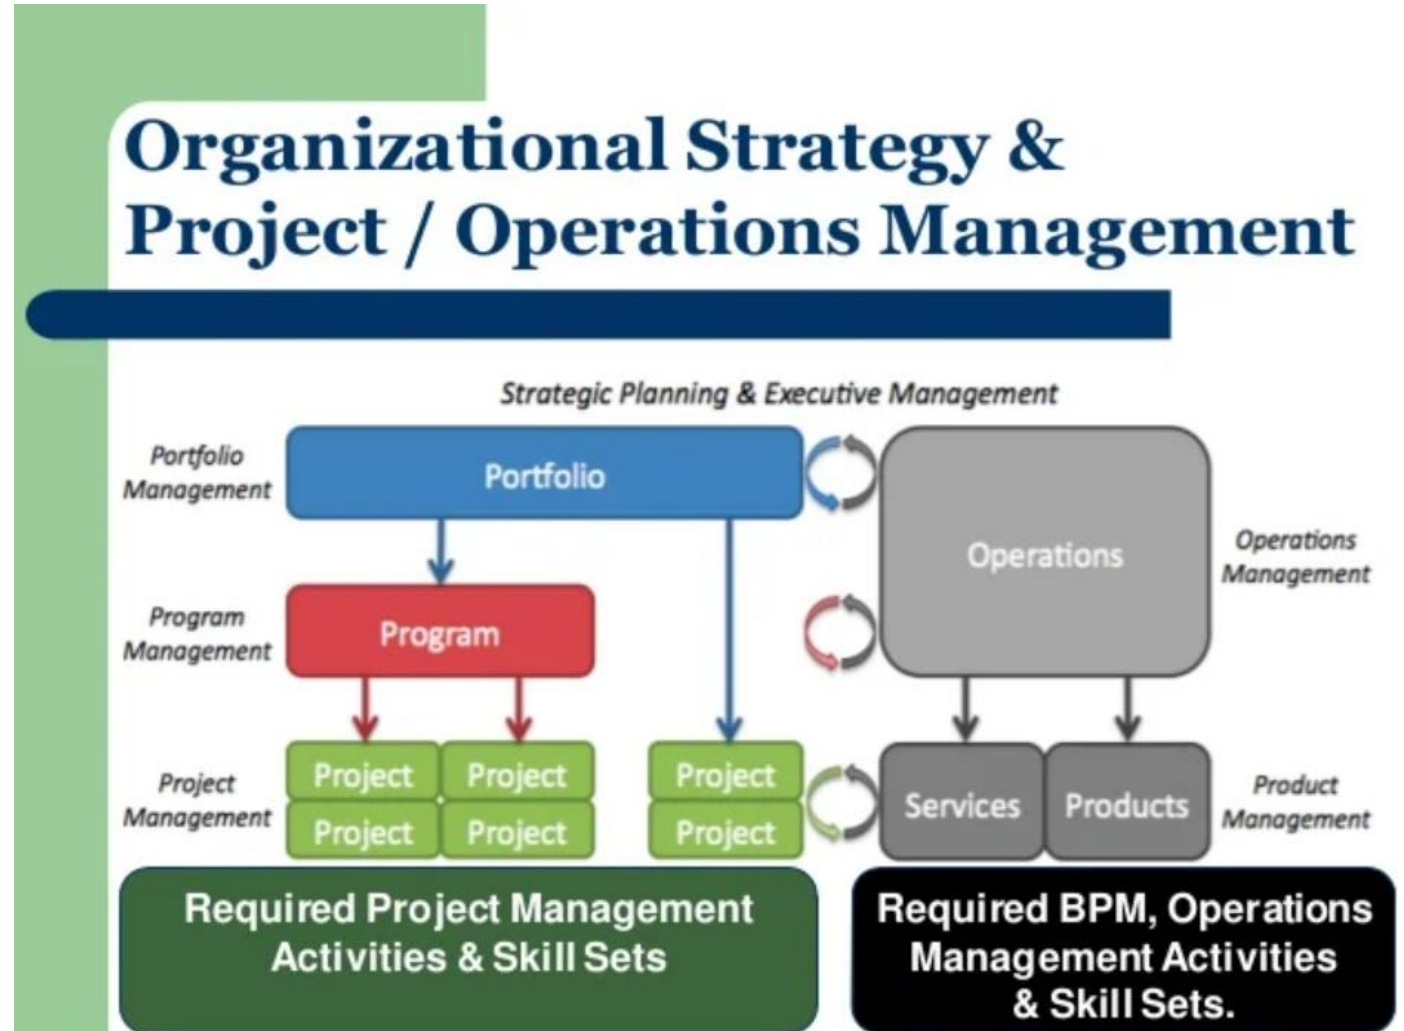 Organizational Strategy &
Project / Operations Management
Strategic Planning & Executive Management
Portfolio
Management
Portfolio
Operations
Operations
Management
Program
Management
Program
Project
Management
Project
Project
Project
Project
Project
Project
Services
Products
Product
Management
Required Project Management
Activities & Skill Sets
Required BPM, Operations
Management Activities
& Skill Sets.